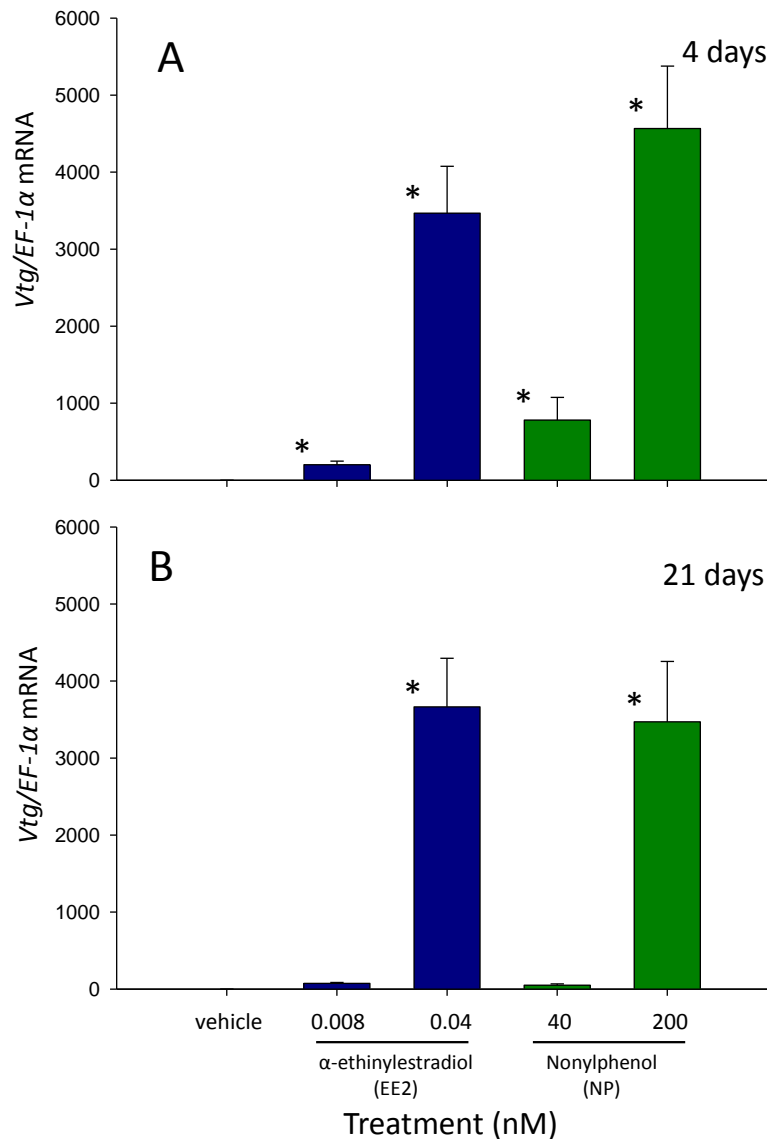 6000
A
4 days
5000
*
4000
*
Vtg/EF-1α mRNA
3000
2000
1000
*
*
0
6000
B
21 days
5000
4000
*
*
Vtg/EF-1α mRNA
3000
2000
1000
0
vehicle 0.008 0.04 40 200
α-ethinylestradiol Nonylphenol
(EE2) (NP)
Treatment (nM)